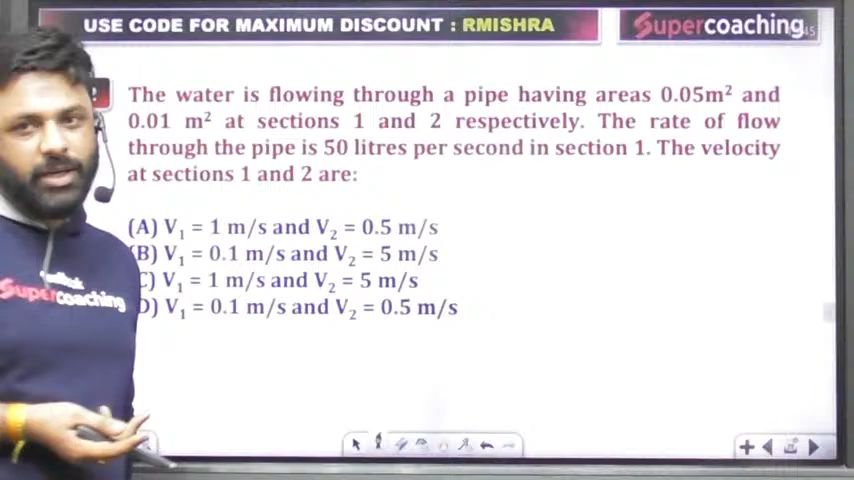 USE CODE FOR MAXIMUM DISCOUNT : RMISHRA
Supercoaching
45
The water is flowing through a pipe having areas 0.05m² and
0.01 m² at sections 1 and 2 respectively. The rate of flow
through the pipe is 50 litres per second in section 1. The velocity
at sections 1 and 2 are:
(A) V₁ = 1 m/s and V₂ = 0.5 m/s
B) V₁ = 0.1 m/s and V₂ = 5 m/s
C) V₁ = 1 m/s and V₂ = 5 m/s
D) V₁ = 0.1 m/s and V₂ = 0.5 m/s
Supercoaching